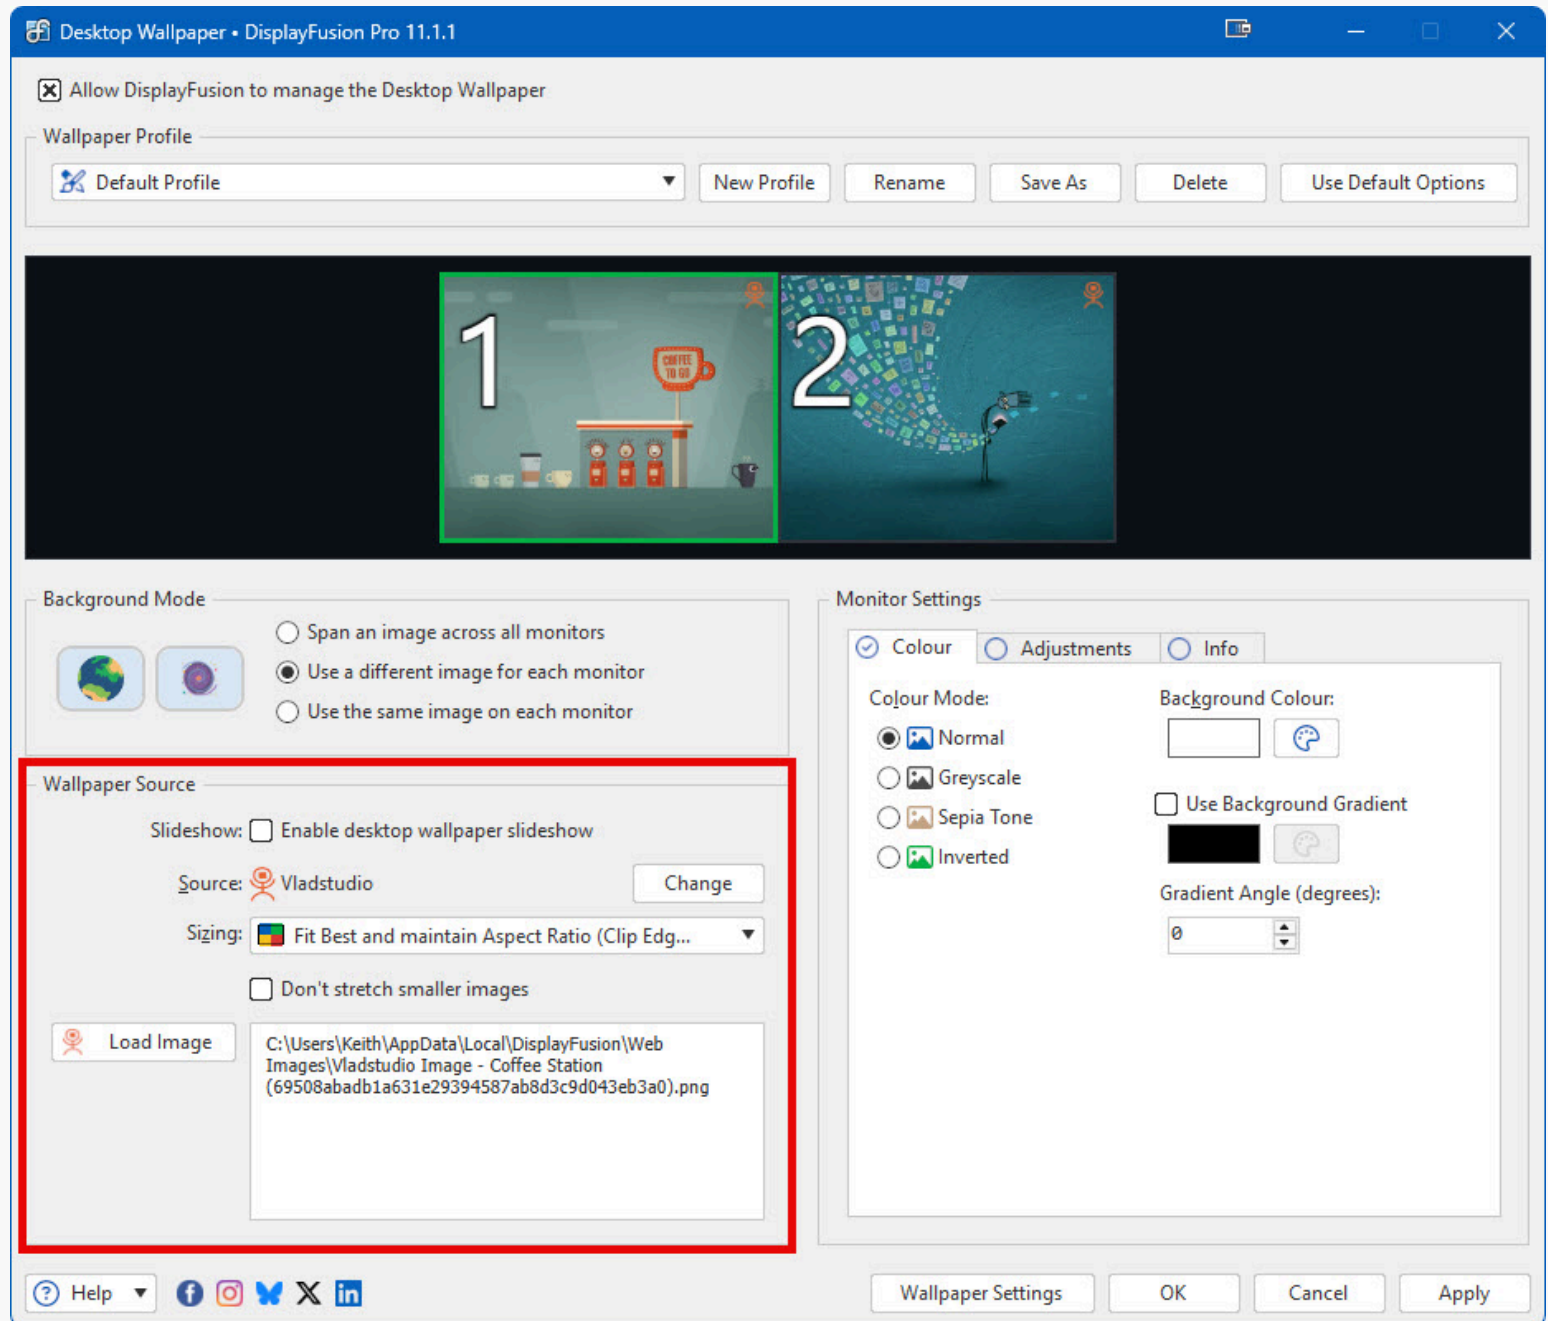 Desktop Wallpaper • DisplayFusion Pro 11.1.1
Allow DisplayFusion to manage the Desktop Wallpaper
Wallpaper Profile
Default Profile
New Profile
Rename
Save As
Delete
Use Default Options
1
COFFEE
TO GO
2
Background Mode
Span an image across all monitors
Use a different image for each monitor
Use the same image on each monitor
Wallpaper Source
Slideshow: Enable desktop wallpaper slideshow
Source: Vladstudio
Change
Sizing: Fit Best and maintain Aspect Ratio (Clip Edg...
Don't stretch smaller images
Load Image
C:\Users\Keith\AppData\Local\DisplayFusion\Web
Images\Vladstudio Image - Coffee Station
(69508abadb1a631e29394587ab8d3c9d043eb3a0).png
Monitor Settings
Colour
Adjustments
Info
Colour Mode:
Normal
Greyscale
Sepia Tone
Inverted
Background Colour:
Use Background Gradient
Gradient Angle (degrees):
0
Help
Wallpaper Settings
OK
Cancel
Apply